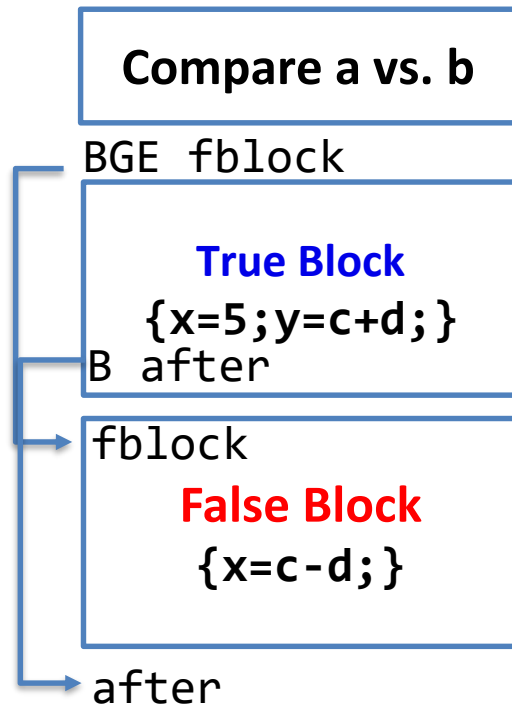 Compare a vs. b
BGE fblock
True Block
{x=5;y=c+d;}
B after
fblock
False Block
{x=c-d;}
after